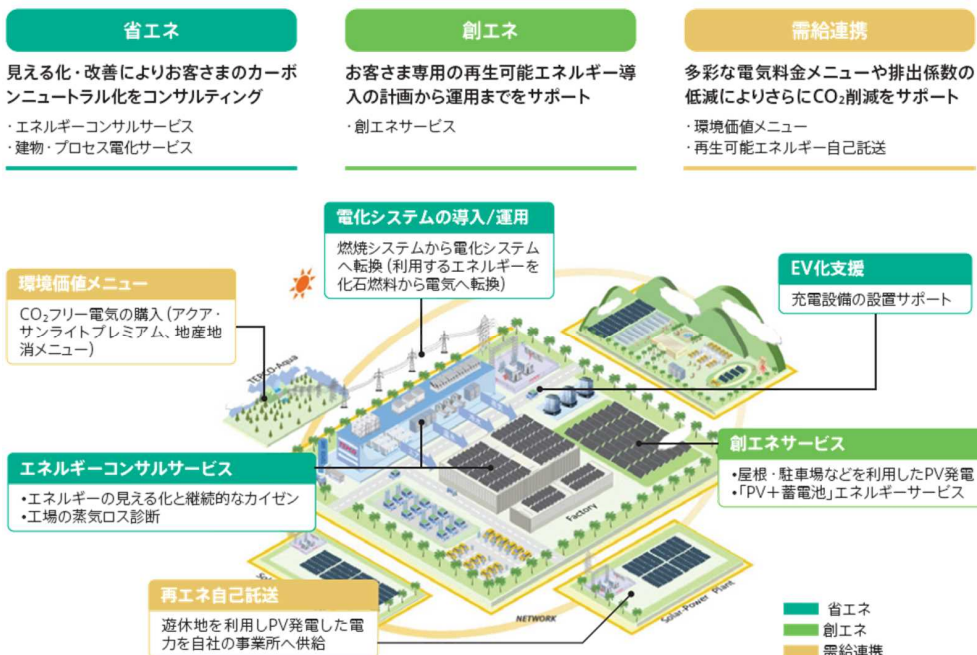 省エネ
見える化・改善によりお客さまのカーボ
ンニュートラル化をコンサルティング
・エネルギーコンサルサービス
・建物・プロセス電化サービス
創エネ
お客さま専用の再生可能エネルギー導
入の計画から運用までをサポート
・創エネサービス
需給連携
多彩な電気料金メニューや排出係数の
低減によりさらにCO₂削減をサポート
・環境価値メニュー
・再生可能エネルギー自己託送
電化システムの導入/運用
燃焼システムから電化システム
へ転換(利用するエネルギーを
化石燃料から電気へ転換)
環境価値メニュー
CO₂フリー電気の購入(アクア・
サンライトプレミアム、地産地
消メニュー)
EV化支援
充電設備の設置サポート
TEPCO-Aqua
エネルギーコンサルサービス
•エネルギーの見える化と継続的なカイゼン
•工場の蒸気ロス診断
創エネサービス
•屋根・駐車場などを利用したPV発電
•「PV+蓄電池」エネルギーサービス
Factory
再エネ自己託送
遊休地を利用しPV発電した電
力を自社の事業所へ供給
NETWORK
Solar-Power Plant
省エネ
創エネ
需給連携